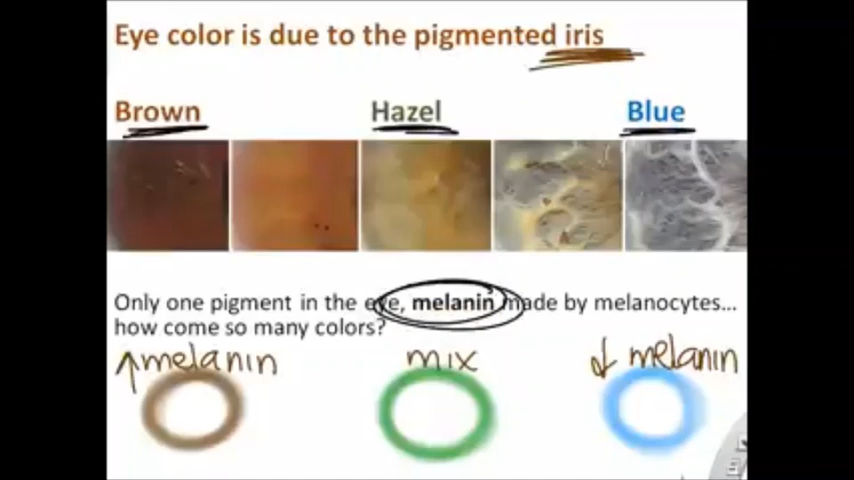 Eye color is due to the pigmented iris
Brown Hazel Blue
Only one pigment in the eye, melanin made by melanocytes...
how come so many colors?
↑melanin mix ↓ melanin